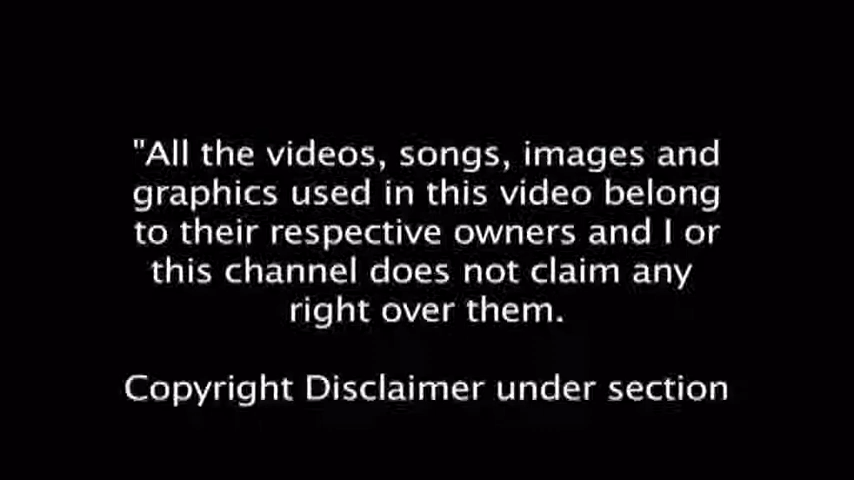 "All the videos, songs, images and
graphics used in this video belong
to their respective owners and I or
this channel does not claim any
right over them.
Copyright Disclaimer under section